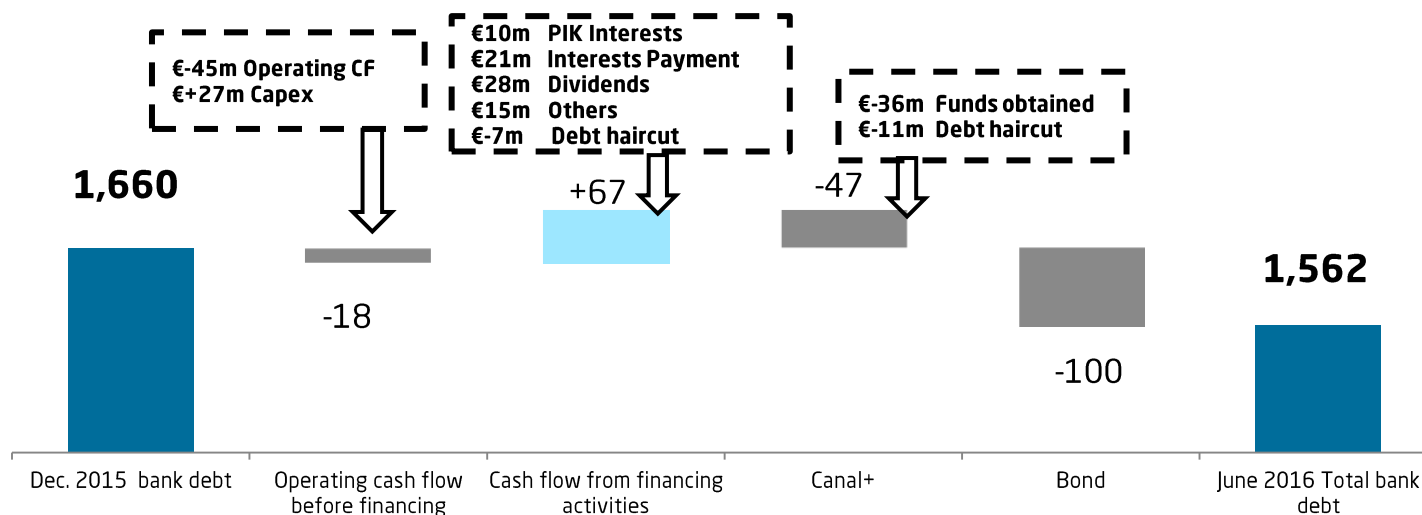 €-45m Operating CF
€+27m Capex
€10m PIK Interests
€21m Interests Payment
€28m Dividends
€15m Others
€-7m Debt haircut
€-36m Funds obtained
€-11m Debt haircut
1,660
-18
+67
-47
-100
1,562
Dec. 2015 bank debt
Operating cash flow
before financing
Cash flow from financing
activities
Canal+
Bond
June 2016 Total bank
debt